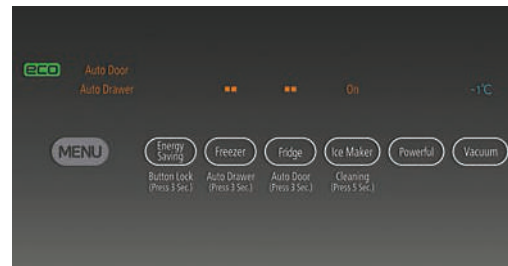 eco Auto Door
Auto Drawer On -1°C
MENU Energy Saving Freezer Fridge Ice Maker Powerful Vacuum
Button Lock Auto Drawer Auto Door Cleaning
(Press 3 Sec.) (Press 3 Sec.) (Press 3 Sec.) (Press 5 Sec.)